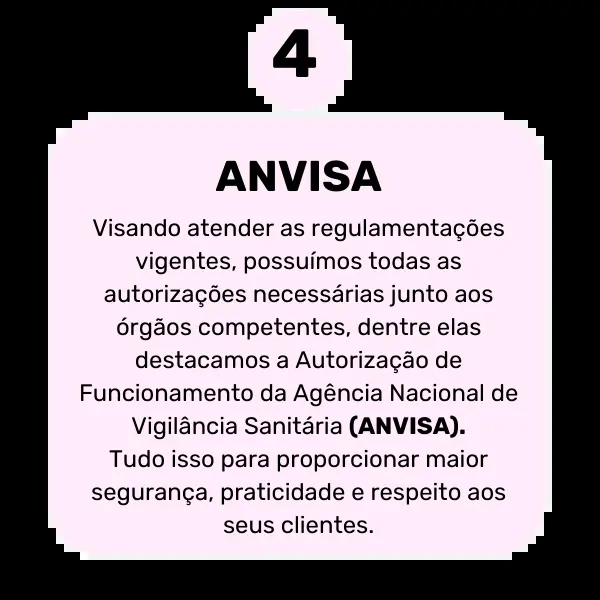 4
ANVISA
Visando atender as regulamentações
vigentes, possuímos todas as
autorizações necessárias junto aos
órgãos competentes, dentre elas
destacamos a Autorização de
Funcionamento da Agência Nacional de
Vigilância Sanitária (ANVISA).
Tudo isso para proporcionar maior
segurança, praticidade e respeito aos
seus clientes.